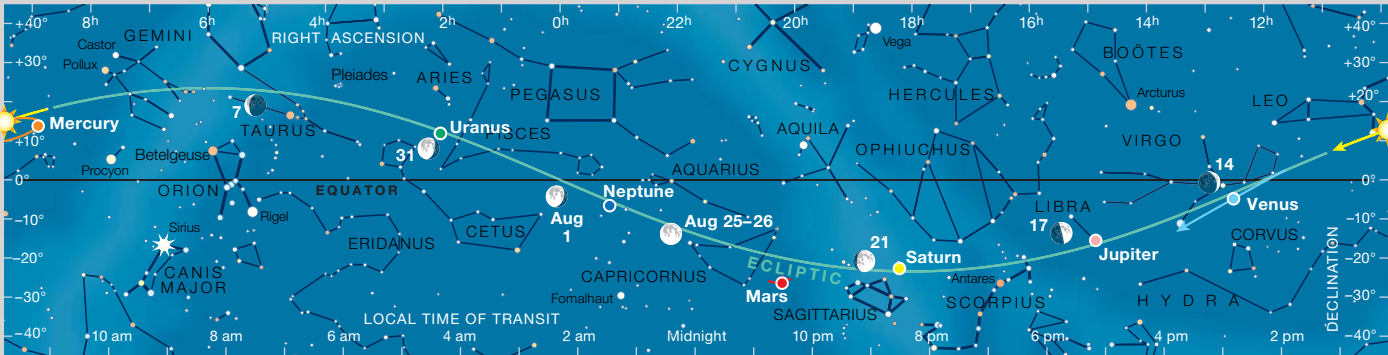 +40° 8h 6h 4h 2h 0h 22h 20h 18h 16h 14h 12h +40°
GEMINI
RIGHT ASCENSION
Castor
Pollux
+30°
Pleiades
ARIES
PEGASUS
CYGNUS
Vega
HERCULES
BOÖTES
Arcturus
LEO
+30°
+20°
Mercury
7
TAURUS
31
Uranus
PISCES
AQUILA
OPHIUCHUS
VIRGO
14
+10°
Betelgeuse
Procyon
AQUARIUS
0°
ORION
EQUATOR
Neptune
0°
–10°
Sirius
Rigel
ERIDANUS
CETUS
Aug
1
Aug 25–26
21
Saturn
LIBRA
17
Jupiter
Venus
CORVUS
–10°
–20°
CANIS
MAJOR
CAPRICORNUS
ECLIPTIC
Mars
Antares
–20°
–30°
Fomalhaut
SAGITTARIUS
SCORPIUS
HYDRA
DECLINATION
–30°
LOCAL TIME OF TRANSIT
–40° 10 am 8 am 6 am 4 am 2 am Midnight 10 pm 8 pm 6 pm 4 pm 2 pm –40°